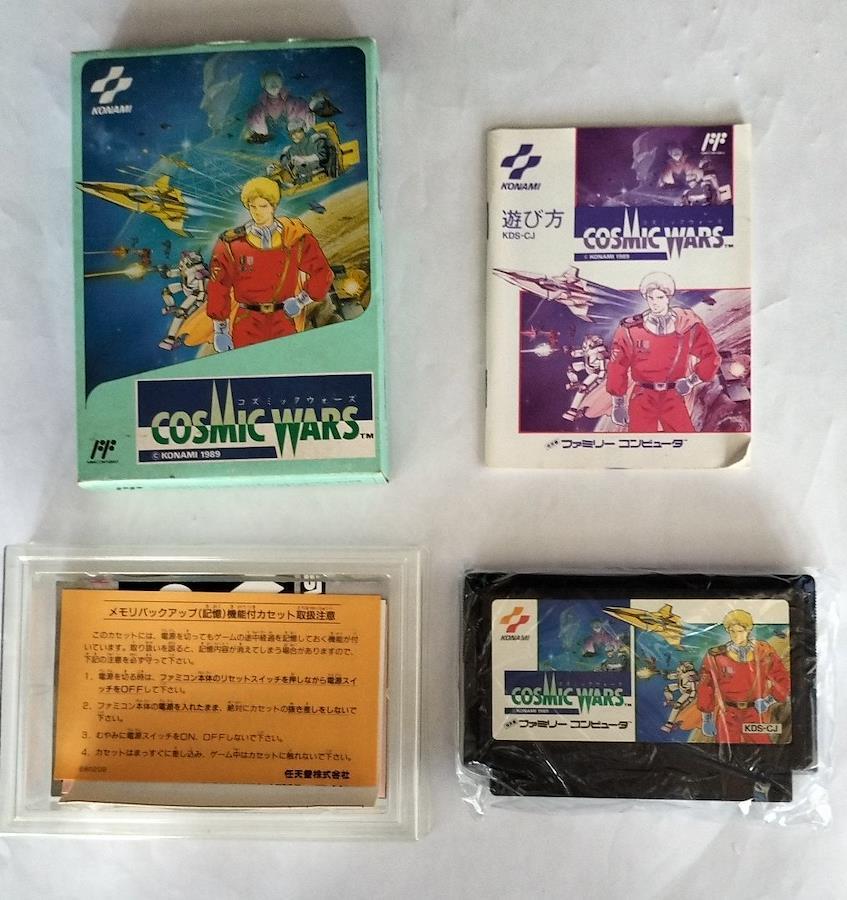 KONAMI
コズミックウォーズ
COSMIC WARS™
© KONAMI 1989
KONAMI
遊び方
KDS-CJ
COSMIC WARS™
© KONAMI 1989
ファミリー コンピュータ™
メモリバックアップ(記憶)機能付カセット取扱注意
このカセットには、電源を切ってもゲームの途中経過を記憶しておく機能が付
いています。取り扱いを誤ると、記憶内容が消えてしまう場合がありますので、
下記の注意を必ず守って下さい。
1. 電源を切る時は、ファミコン本体のリセットスイッチを押しながら電源スイ
ッチをOFFして下さい。
2. ファミコン本体の電源を入れたまま、絶対にカセットの抜き差しをしないで
下さい。
3. むやみに電源スイッチをON、OFFしないで下さい。
4. カセットはまっすぐに差し込み、ゲーム中はカセットに触れないで下さい。
任天堂株式会社
KONAMI
COSMIC WARS™
© KONAMI 1989
ファミリー コンピュータ™
KDS-CJ